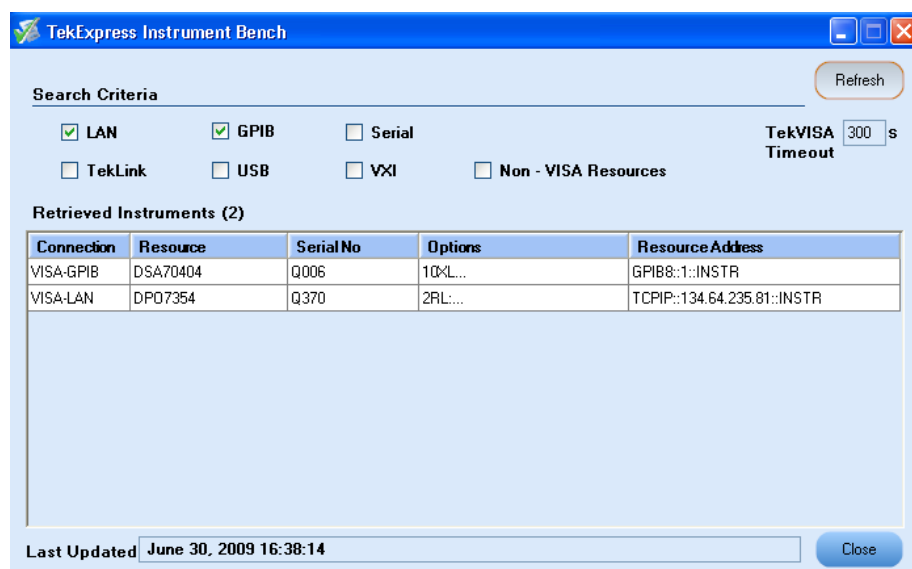 TekExpress Instrument Bench
Refresh
Search Criteria
LAN GPIB Serial TekVISA Timeout 300 s
TekLink USB VXI Non - VISA Resources
Retrieved Instruments (2)
Connection Resource Serial No Options Resource Address
VISA-GPIB DSA70404 Q006 10XL... GPIB8::1::INSTR
VISA-LAN DPO7354 Q370 2RL:... TCPIP::134.64.235.81::INSTR
Last Updated June 30, 2009 16:38:14 Close